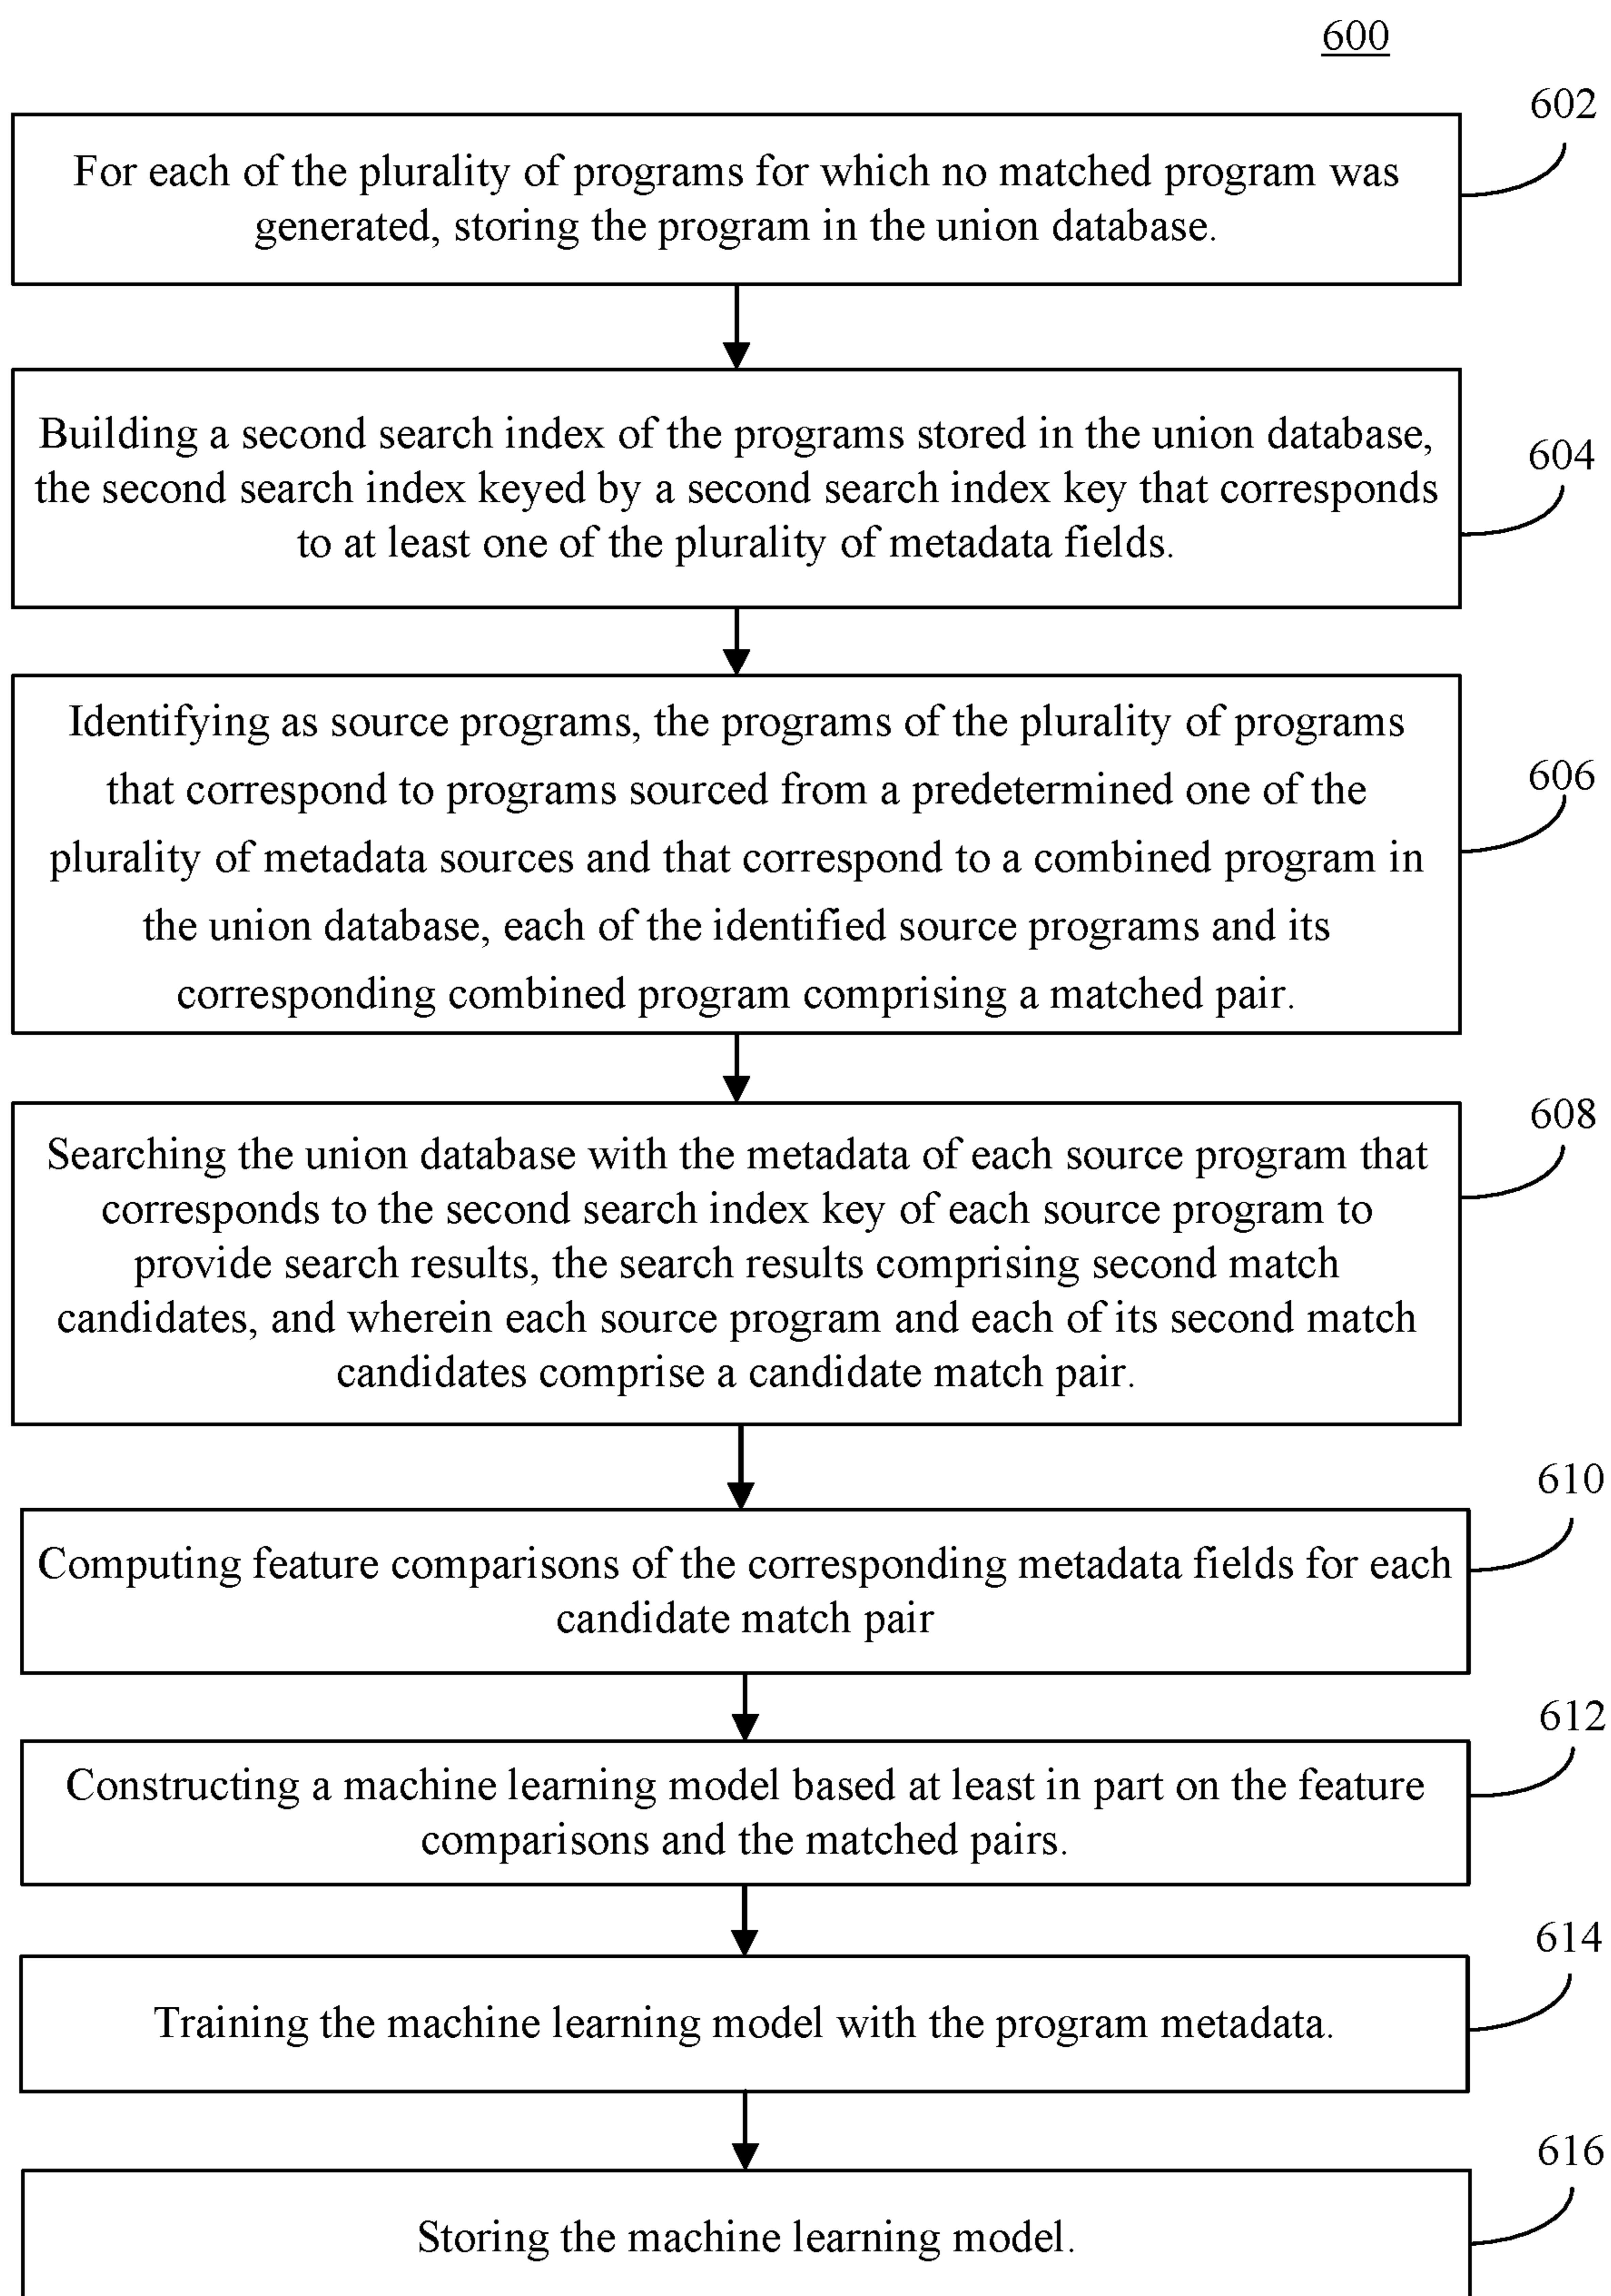 600
602
For each of the plurality of programs for which no matched program was
generated, storing the program in the union database.
604
Building a second search index of the programs stored in the union database,
the second search index keyed by a second search index key that corresponds
to at least one of the plurality of metadata fields.
606
Identifying as source programs, the programs of the plurality of programs
that correspond to programs sourced from a predetermined one of the
plurality of metadata sources and that correspond to a combined program in
the union database, each of the identified source programs and its
corresponding combined program comprising a matched pair.
608
Searching the union database with the metadata of each source program that
corresponds to the second search index key of each source program to
provide search results, the search results comprising second match
candidates, and wherein each source program and each of its second match
candidates comprise a candidate match pair.
610
Computing feature comparisons of the corresponding metadata fields for each
candidate match pair
612
Constructing a machine learning model based at least in part on the feature
comparisons and the matched pairs.
614
Training the machine learning model with the program metadata.
616
Storing the machine learning model.